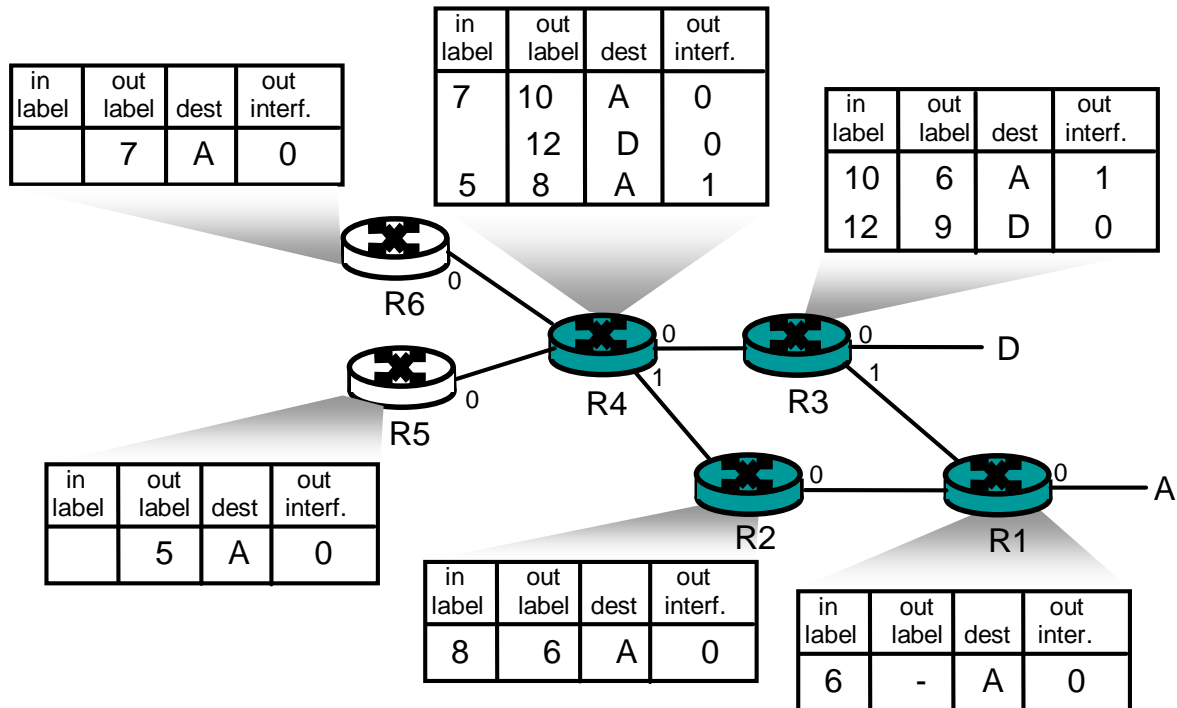 in out out
label label dest interf.
7 10 A 0
12 D 0
5 8 A 1
in out out
label label dest interf.
7 A 0
in out out
label label dest interf.
10 6 A 1
12 9 D 0
0
R6
0
R5
0
1
R4
0
1
R3
D
0
R2
0
R1
A
in out out
label label dest interf.
5 A 0
in out out
label label dest interf.
8 6 A 0
in out out
label label dest inter.
6 - A 0